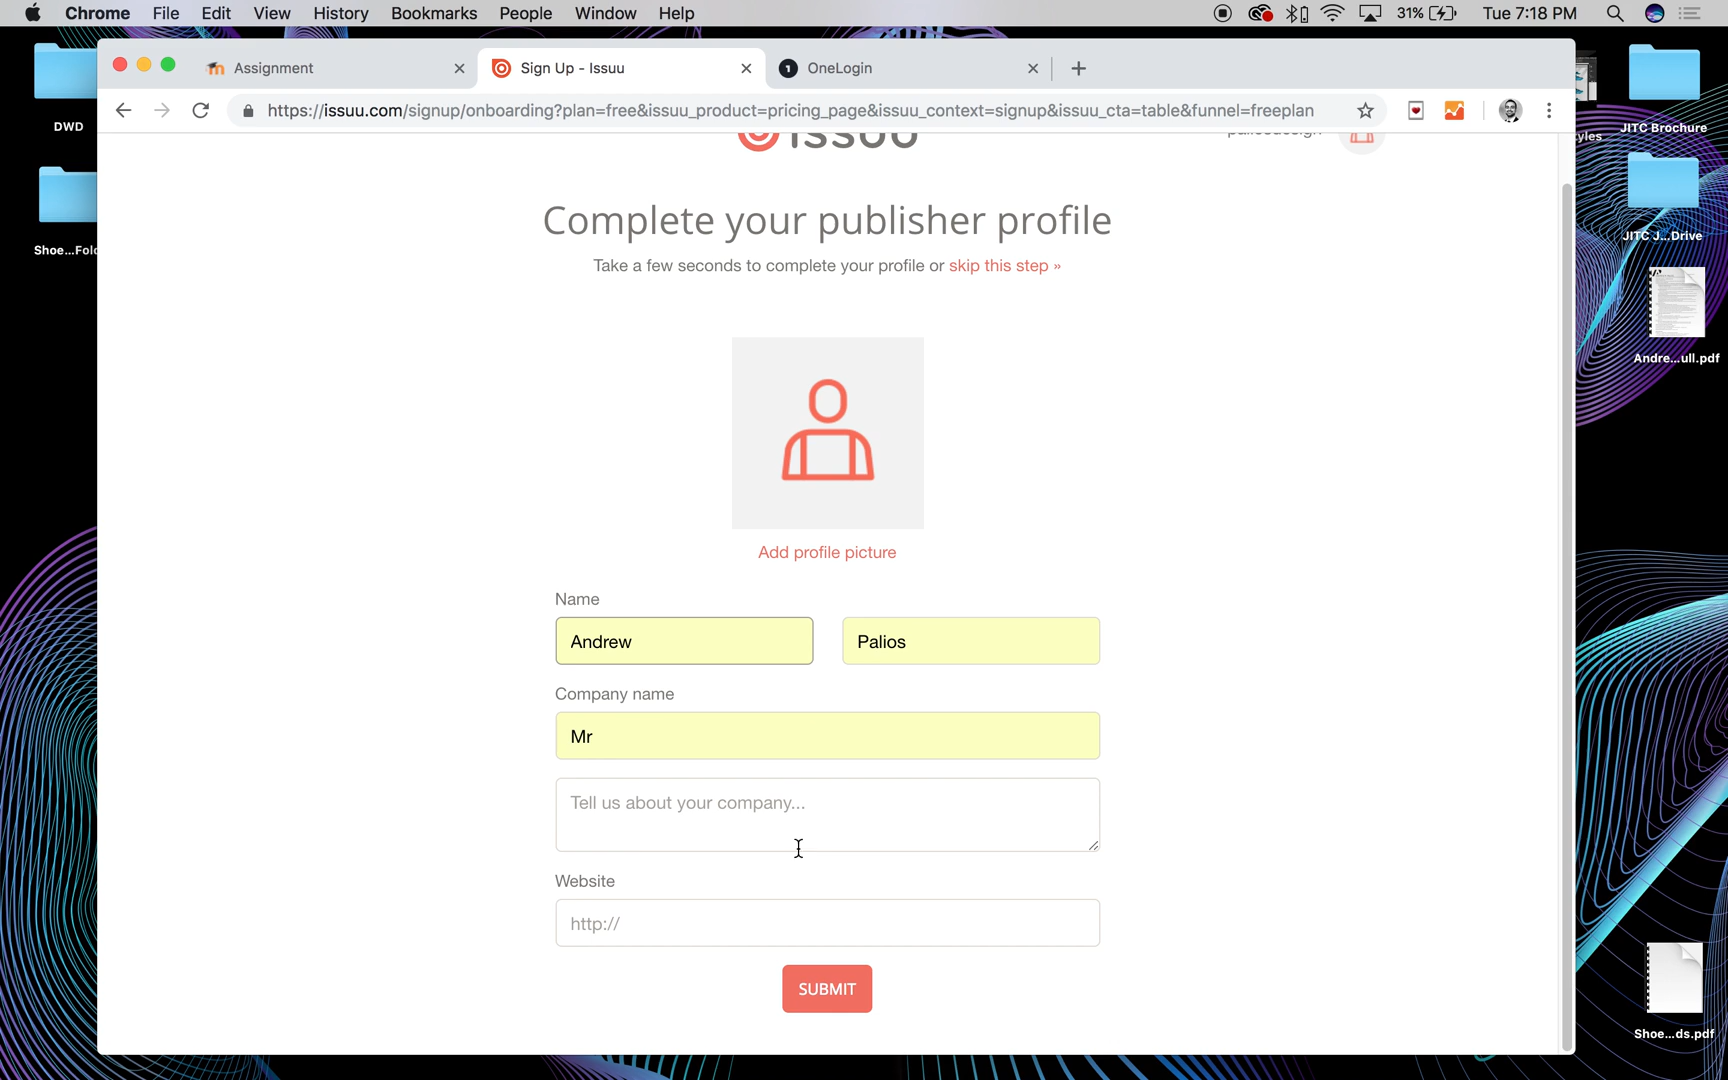 Chrome File Edit View History Bookmarks People Window Help 31% Tue 7:18 PM
Assignment Sign Up - Issuu OneLogin
https://issuu.com/signup/onboarding?plan=free&issuu_product=pricing_page&issuu_context=signup&issuu_cta=table&funnel=freeplan
DWD
Shoe...Fold
yles
JITC Brochure
JITC J...Drive
Andre...ull.pdf
Shoe...ds.pdf
issuu
paliosdesign
Complete your publisher profile
Take a few seconds to complete your profile or skip this step »
Add profile picture
Name
Andrew Palios
Company name
Mr
Tell us about your company...
Website
http://
SUBMIT